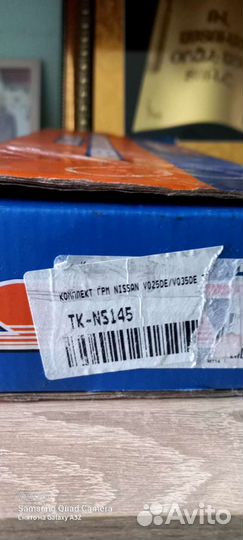 КОМПЛЕКТ ГРМ NISSAN VQ25DE/VQ35DE
TK-NS145
Samsung Quad Camera
Снято на Galaxy A32
Avito